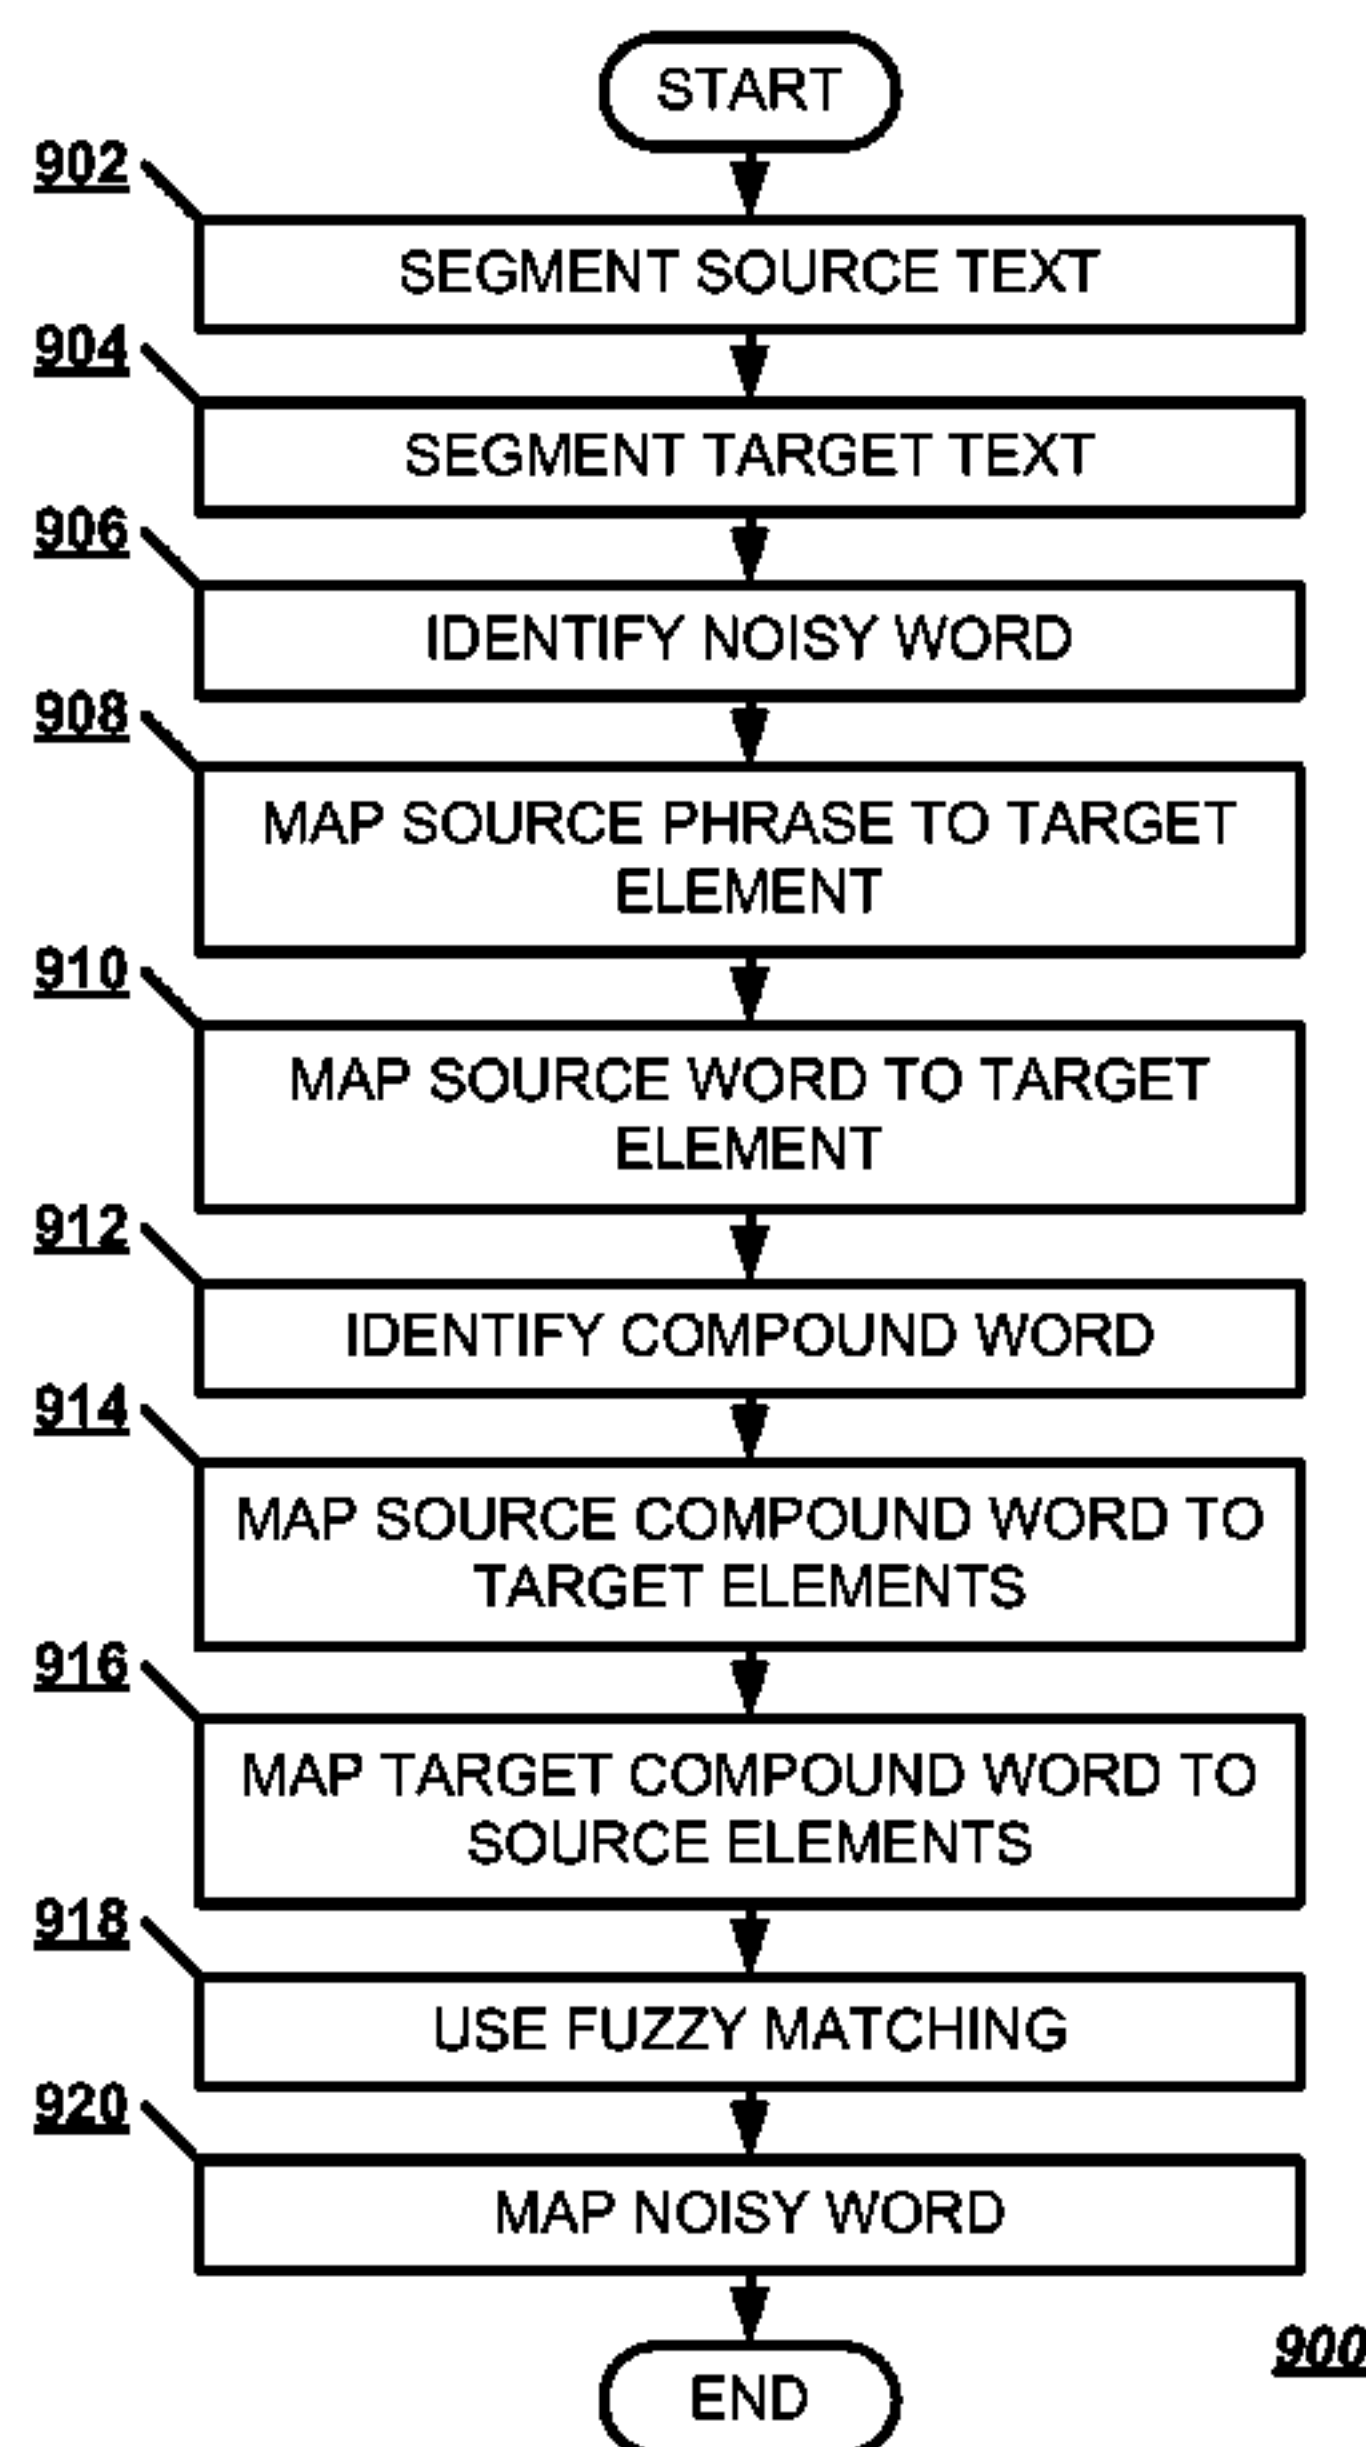 START
902
SEGMENT SOURCE TEXT
904
SEGMENT TARGET TEXT
906
IDENTIFY NOISY WORD
908
MAP SOURCE PHRASE TO TARGET
ELEMENT
910
MAP SOURCE WORD TO TARGET
ELEMENT
912
IDENTIFY COMPOUND WORD
914
MAP SOURCE COMPOUND WORD TO
TARGET ELEMENTS
916
MAP TARGET COMPOUND WORD TO
SOURCE ELEMENTS
918
USE FUZZY MATCHING
920
MAP NOISY WORD
900
END